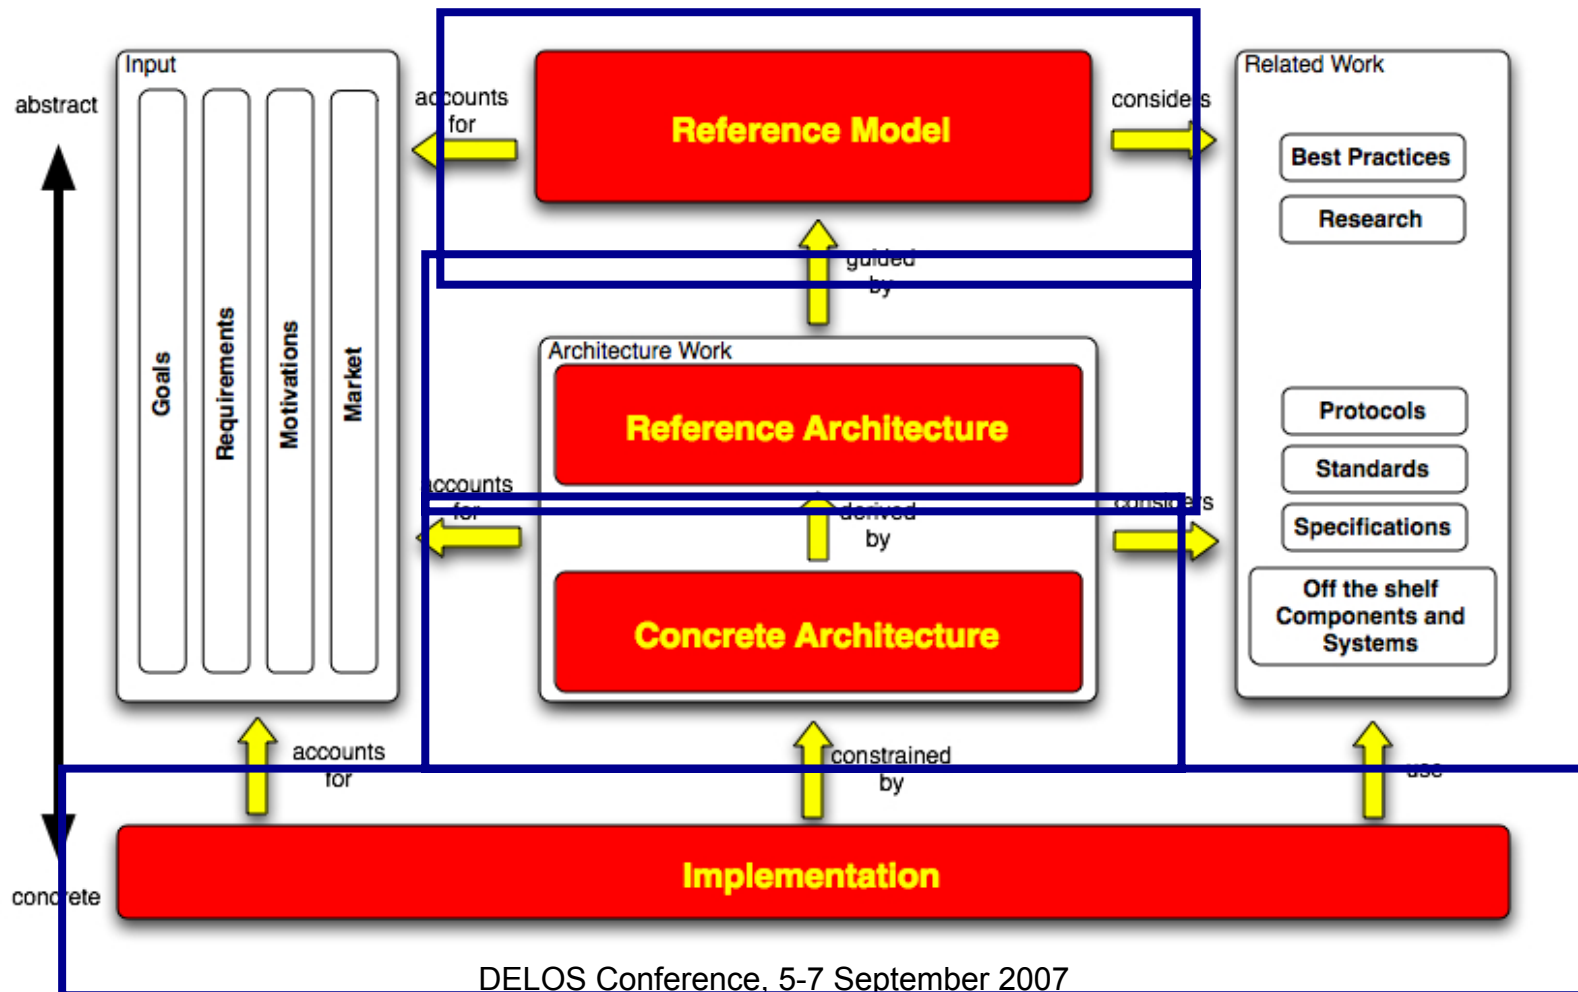 Input
Related Work
abstract
accounts
for
Reference Model
considers
Best Practices
Research
guided
by
Architecture Work
Goals
Requirements
Motivations
Market
Reference Architecture
Protocols
Standards
Specifications
accounts
for
derived
by
considers
Off the shelf
Components and
Systems
Concrete Architecture
accounts
for
constrained
by
use
Implementation
concrete
DELOS Conference, 5-7 September 2007